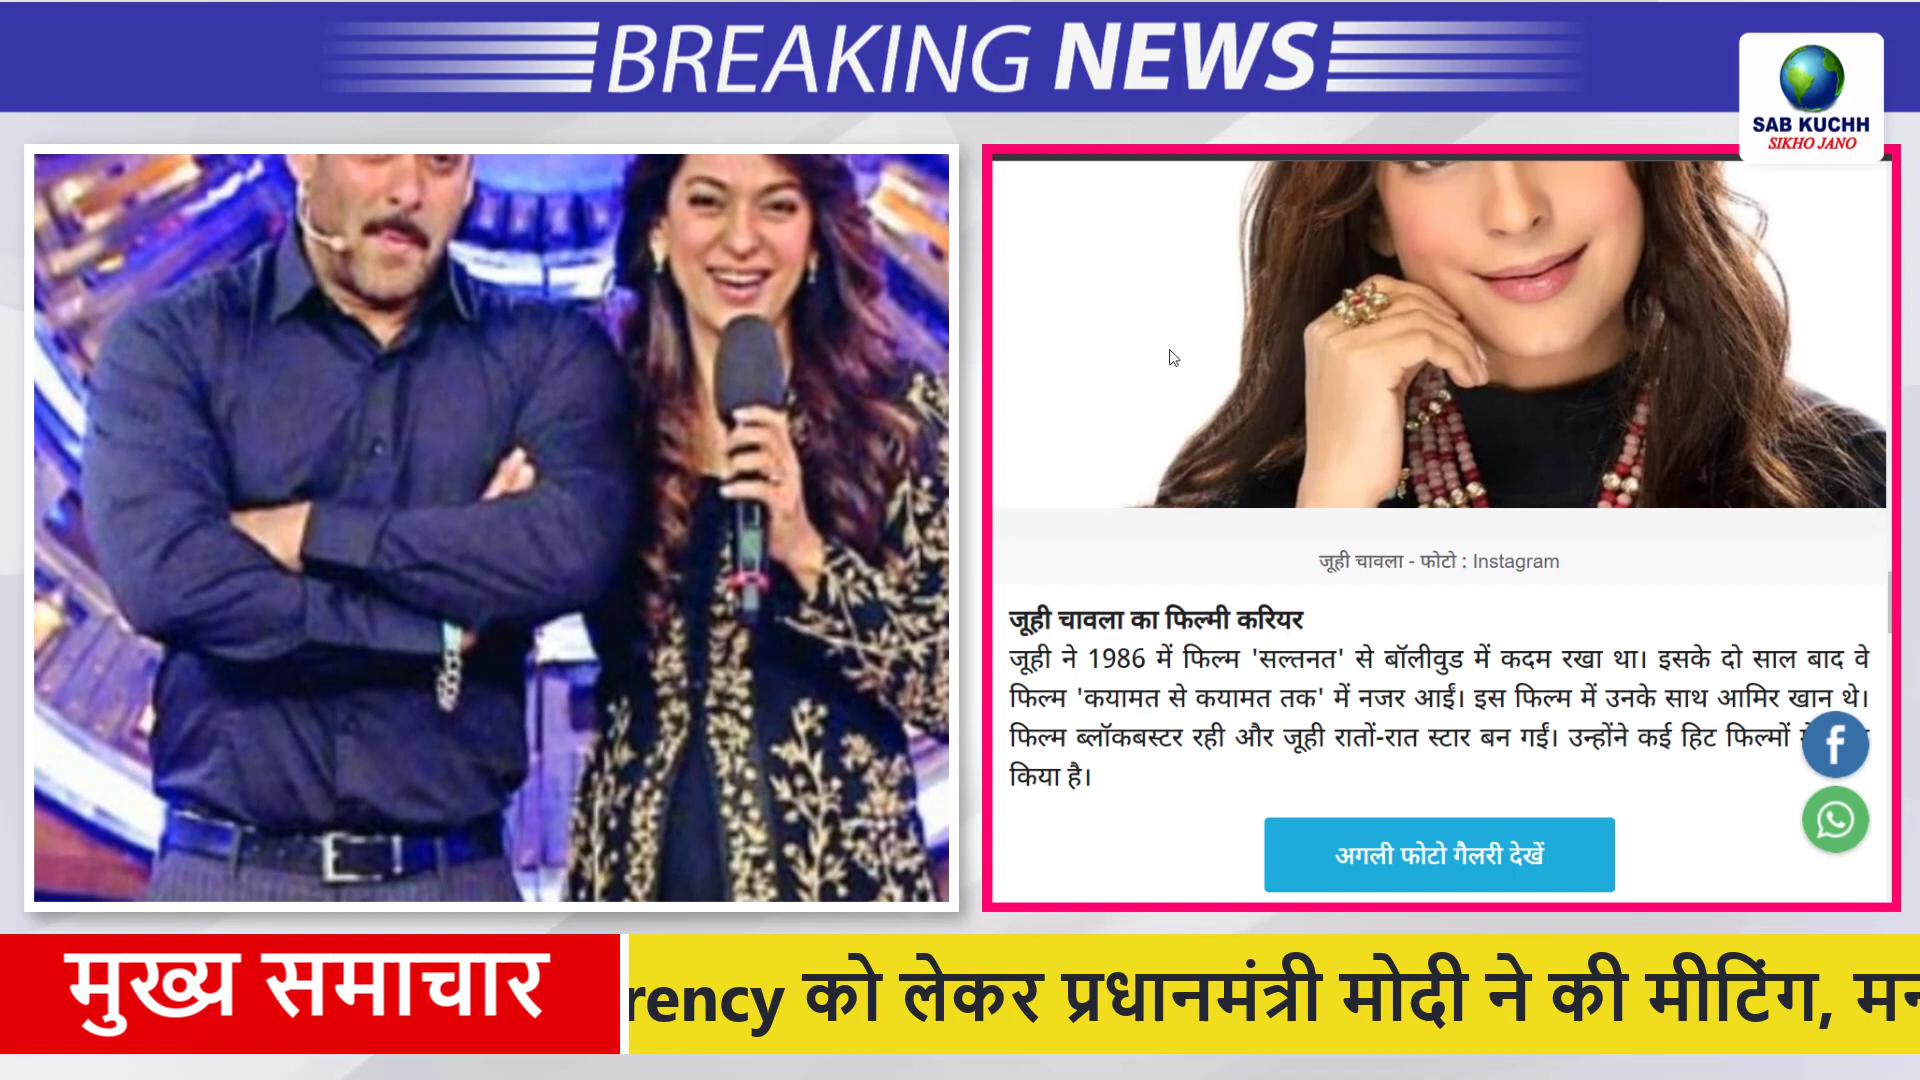 BREAKING NEWS
SAB KUCHH
SIKHO JANO
जूही चावला - फोटो : Instagram
जूही चावला का फिल्मी करियर
जूही ने 1986 में फिल्म 'सल्तनत' से बॉलीवुड में कदम रखा था। इसके दो साल बाद वे
फिल्म 'कयामत से कयामत तक' में नजर आईं। इस फिल्म में उनके साथ आमिर खान थे।
फिल्म ब्लॉकबस्टर रही और जूही रातों-रात स्टार बन गईं। उन्होंने कई हिट फिल्मों
किया है।
अगली फोटो गैलरी देखें
मुख्य समाचार
rency को लेकर प्रधानमंत्री मोदी ने की मीटिंग,